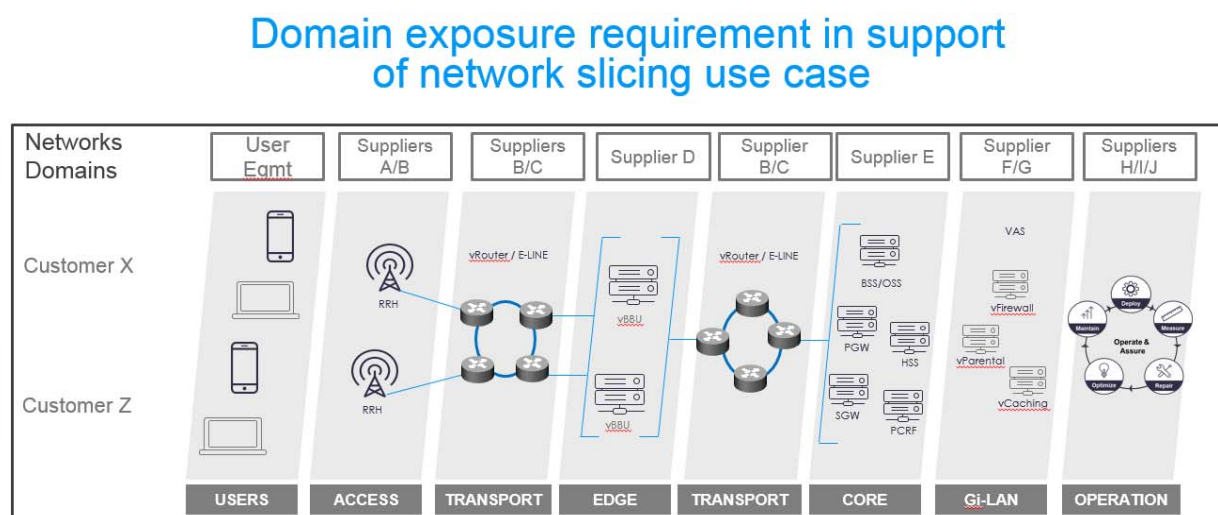 Domain exposure requirement in support
of network slicing use case
Networks
Domains
User
Eqmt
Suppliers
A/B
Suppliers
B/C
Supplier D
Supplier
B/C
Supplier E
Supplier
F/G
Suppliers
H/I/J
Customer X
Customer Z
RRH
RRH
vRouter / E-LINE
vBBU
vBBU
vRouter / E-LINE
BSS/OSS
PGW
HSS
SGW
PCRF
VAS
vFirewall
vParental
vCaching
Deploy
Maintain
Measure
Operate &
Assure
Optimize
Repair
USERS
ACCESS
TRANSPORT
EDGE
TRANSPORT
CORE
Gi-LAN
OPERATION